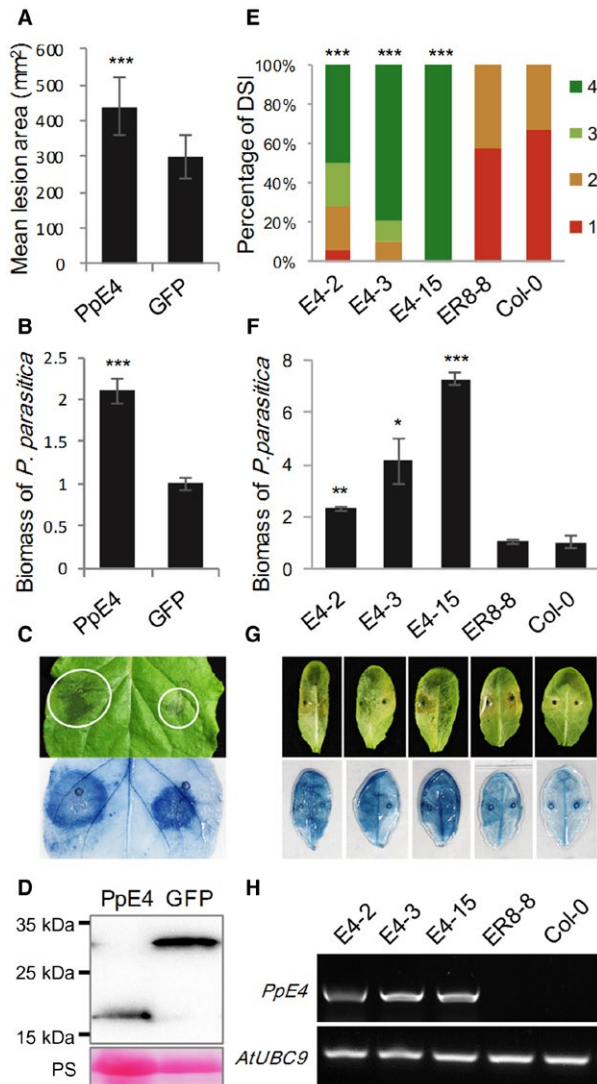 A
Mean lesion area (mm²)
600
500
400
300
200
100
0
***
PpE4
GFP
B
Biomass of P. parasitica
2.5
2
1.5
1
0.5
0
***
PpE4
GFP
C
D
PpE4 GFP
35 kDa
25 kDa
15 kDa
PS
E
Percentage of DSI
100%
80%
60%
40%
20%
0%
*** *** ***
4
3
2
1
E4-2
E4-3
E4-15
ER8-8
Col-0
F
Biomass of P.parasitica
8
6
4
2
0
**
*
***
E4-2
E4-3
E4-15
ER8-8
Col-0
G
H
E4-2
E4-3
E4-15
ER8-8
Col-0
PpE4
AtUBC9